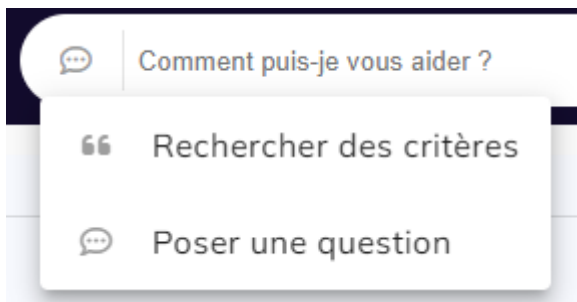 Comment puis-je vous aider ?
Rechercher des critères
Poser une question